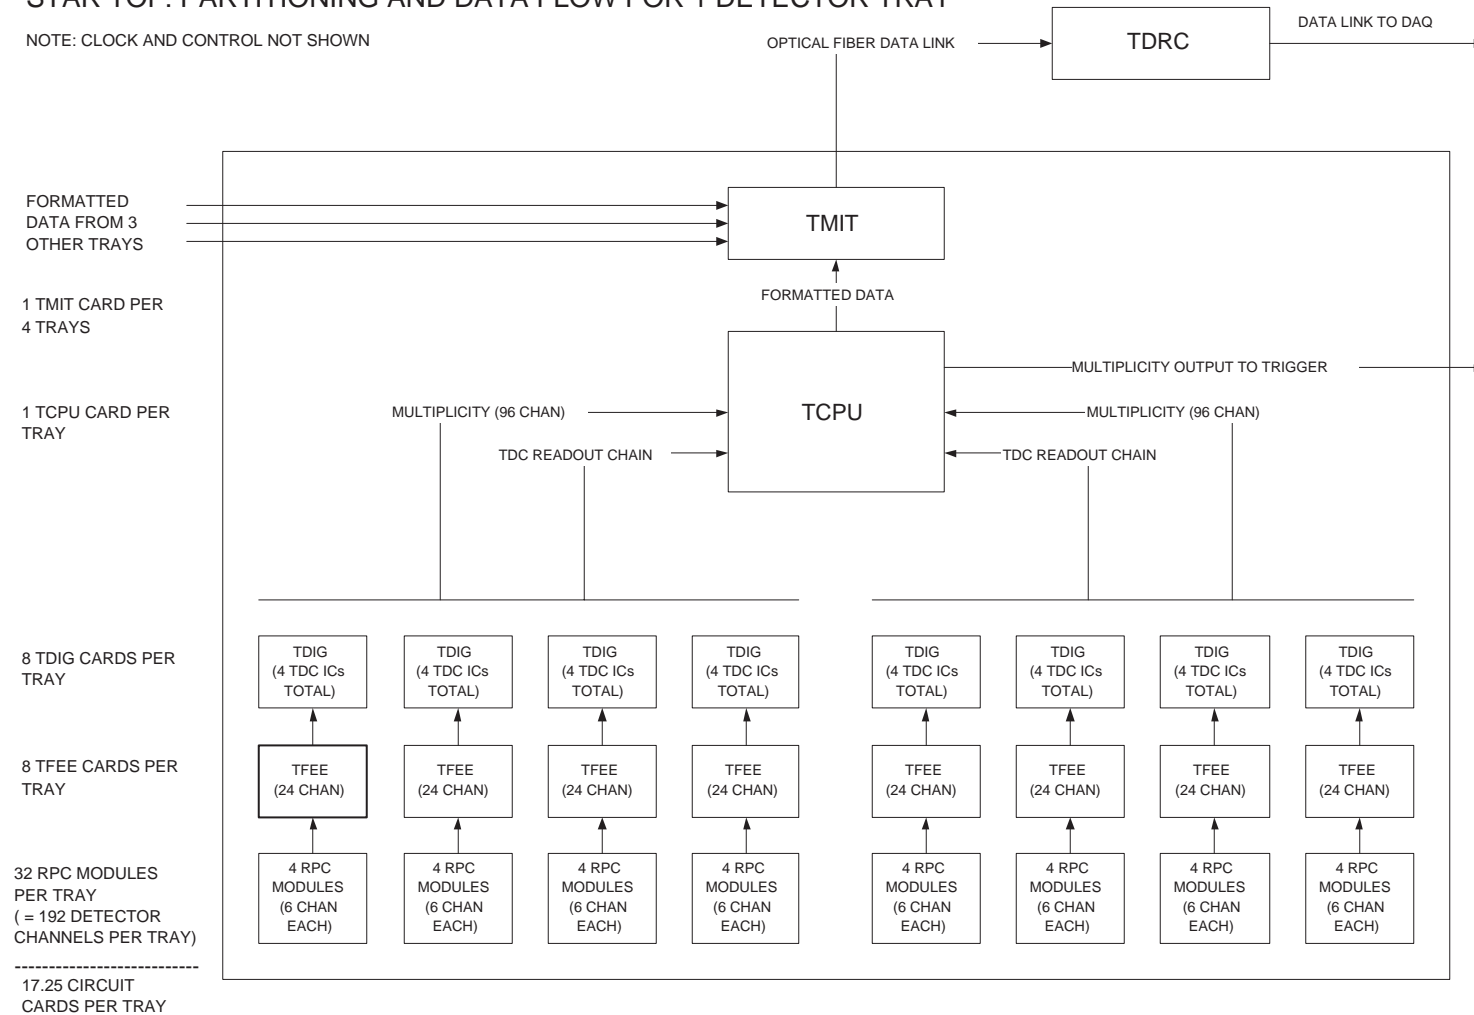 STAR TOF: PARTITIONING AND DATA FLOW FOR 1 DETECTOR TRAY
NOTE: CLOCK AND CONTROL NOT SHOWN
OPTICAL FIBER DATA LINK
TDRC
DATA LINK TO DAQ
FORMATTED
DATA FROM 3
OTHER TRAYS
TMIT
1 TMIT CARD PER
4 TRAYS
FORMATTED DATA
MULTIPLICITY OUTPUT TO TRIGGER
1 TCPU CARD PER
TRAY
MULTIPLICITY (96 CHAN)
TCPU
MULTIPLICITY (96 CHAN)
TDC READOUT CHAIN
TDC READOUT CHAIN
8 TDIG CARDS PER
TRAY
TDIG
(4 TDC ICs
TOTAL)
TDIG
(4 TDC ICs
TOTAL)
TDIG
(4 TDC ICs
TOTAL)
TDIG
(4 TDC ICs
TOTAL)
TDIG
(4 TDC ICs
TOTAL)
TDIG
(4 TDC ICs
TOTAL)
TDIG
(4 TDC ICs
TOTAL)
TDIG
(4 TDC ICs
TOTAL)
8 TFEE CARDS PER
TRAY
TFEE
(24 CHAN)
TFEE
(24 CHAN)
TFEE
(24 CHAN)
TFEE
(24 CHAN)
TFEE
(24 CHAN)
TFEE
(24 CHAN)
TFEE
(24 CHAN)
TFEE
(24 CHAN)
32 RPC MODULES
PER TRAY
( = 192 DETECTOR
CHANNELS PER TRAY)
4 RPC
MODULES
(6 CHAN
EACH)
4 RPC
MODULES
(6 CHAN
EACH)
4 RPC
MODULES
(6 CHAN
EACH)
4 RPC
MODULES
(6 CHAN
EACH)
4 RPC
MODULES
(6 CHAN
EACH)
4 RPC
MODULES
(6 CHAN
EACH)
4 RPC
MODULES
(6 CHAN
EACH)
4 RPC
MODULES
(6 CHAN
EACH)
---------------------------
17.25 CIRCUIT
CARDS PER TRAY